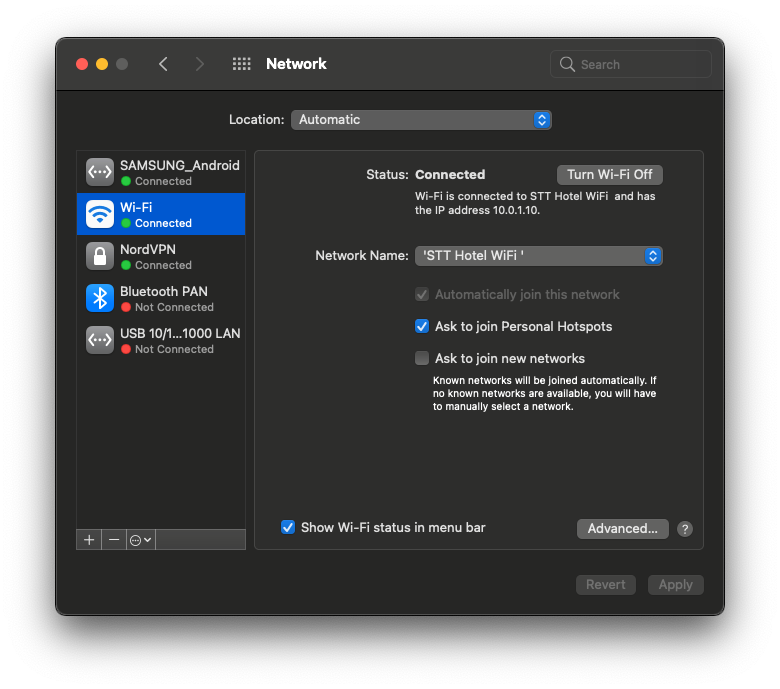 Network
Search
Location: Automatic
SAMSUNG_Android
Connected
Wi-Fi
Connected
NordVPN
Connected
Bluetooth PAN
Not Connected
USB 10/1...1000 LAN
Not Connected
Status: Connected
Turn Wi-Fi Off
Wi-Fi is connected to STT Hotel WiFi  and has
the IP address 10.0.1.10.
Network Name: 'STT Hotel WiFi '
Automatically join this network
Ask to join Personal Hotspots
Ask to join new networks
Known networks will be joined automatically. If
no known networks are available, you will have
to manually select a network.
Show Wi-Fi status in menu bar
Advanced...
?
Revert
Apply